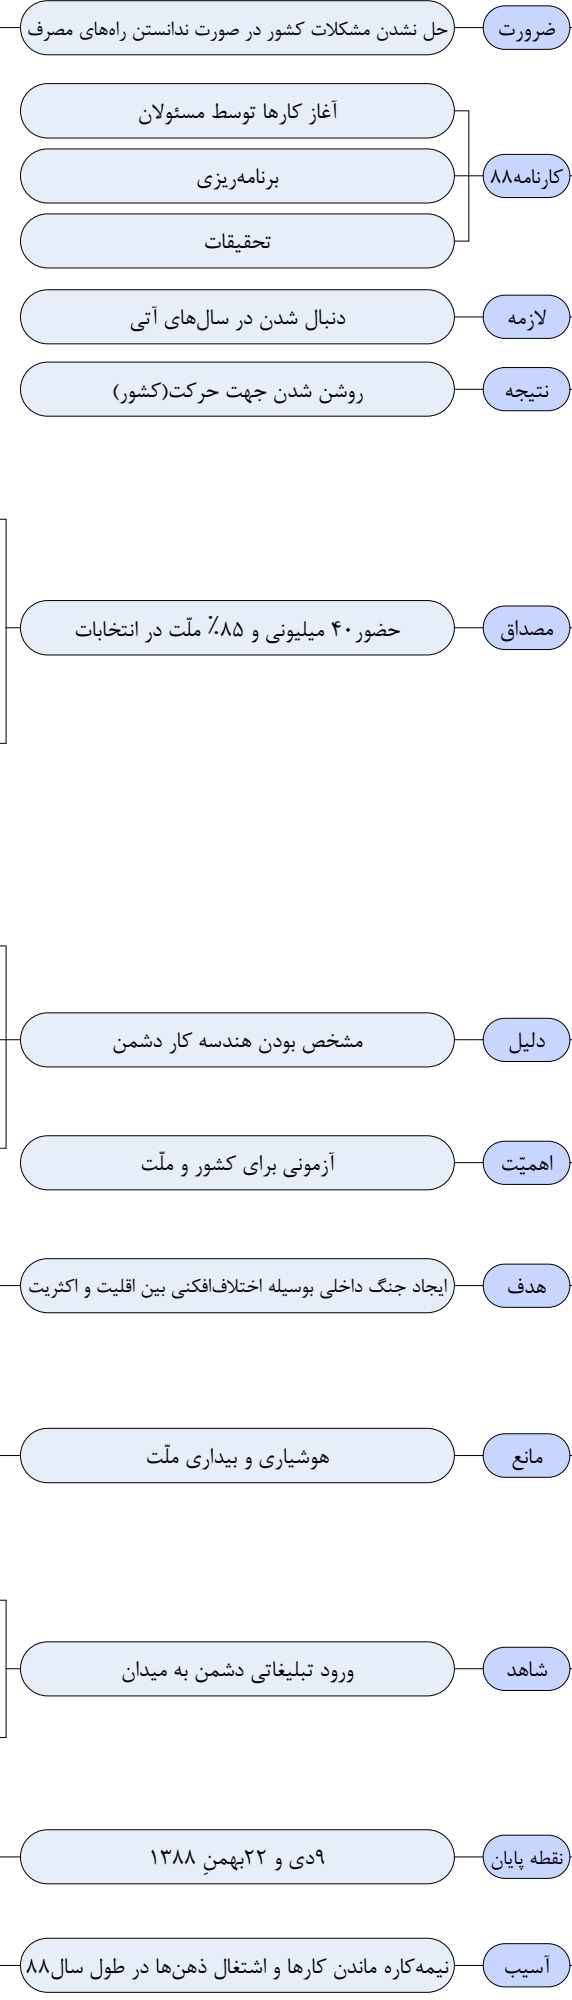 ضرورت
حل نشدن مشکلات کشور در صورت ندانستن راه‌های مصرف
کارنامه۸۸
آغاز کارها توسط مسئولان
برنامه‌ریزی
تحقیقات
لازمه
دنبال شدن در سال‌های آتی
نتیجه
روشن شدن جهت حرکت(کشور)
مصداق
حضور۴۰ میلیونی و ۸۵٪ ملّت در انتخابات
دلیل
مشخص بودن هندسه کار دشمن
اهمیّت
آزمونی برای کشور و ملّت
هدف
ایجاد جنگ داخلی بوسیله اختلاف‌افکنی بین اقلیت و اکثریت
مانع
هوشیاری و بیداری ملّت
شاهد
ورود تبلیغاتی دشمن به میدان
نقطه پایان
۹دی و ۲۲بهمنِ ۱۳۸۸
آسیب
نیمه‌کاره ماندن کارها و اشتغال ذهن‌ها در طول سال۸۸